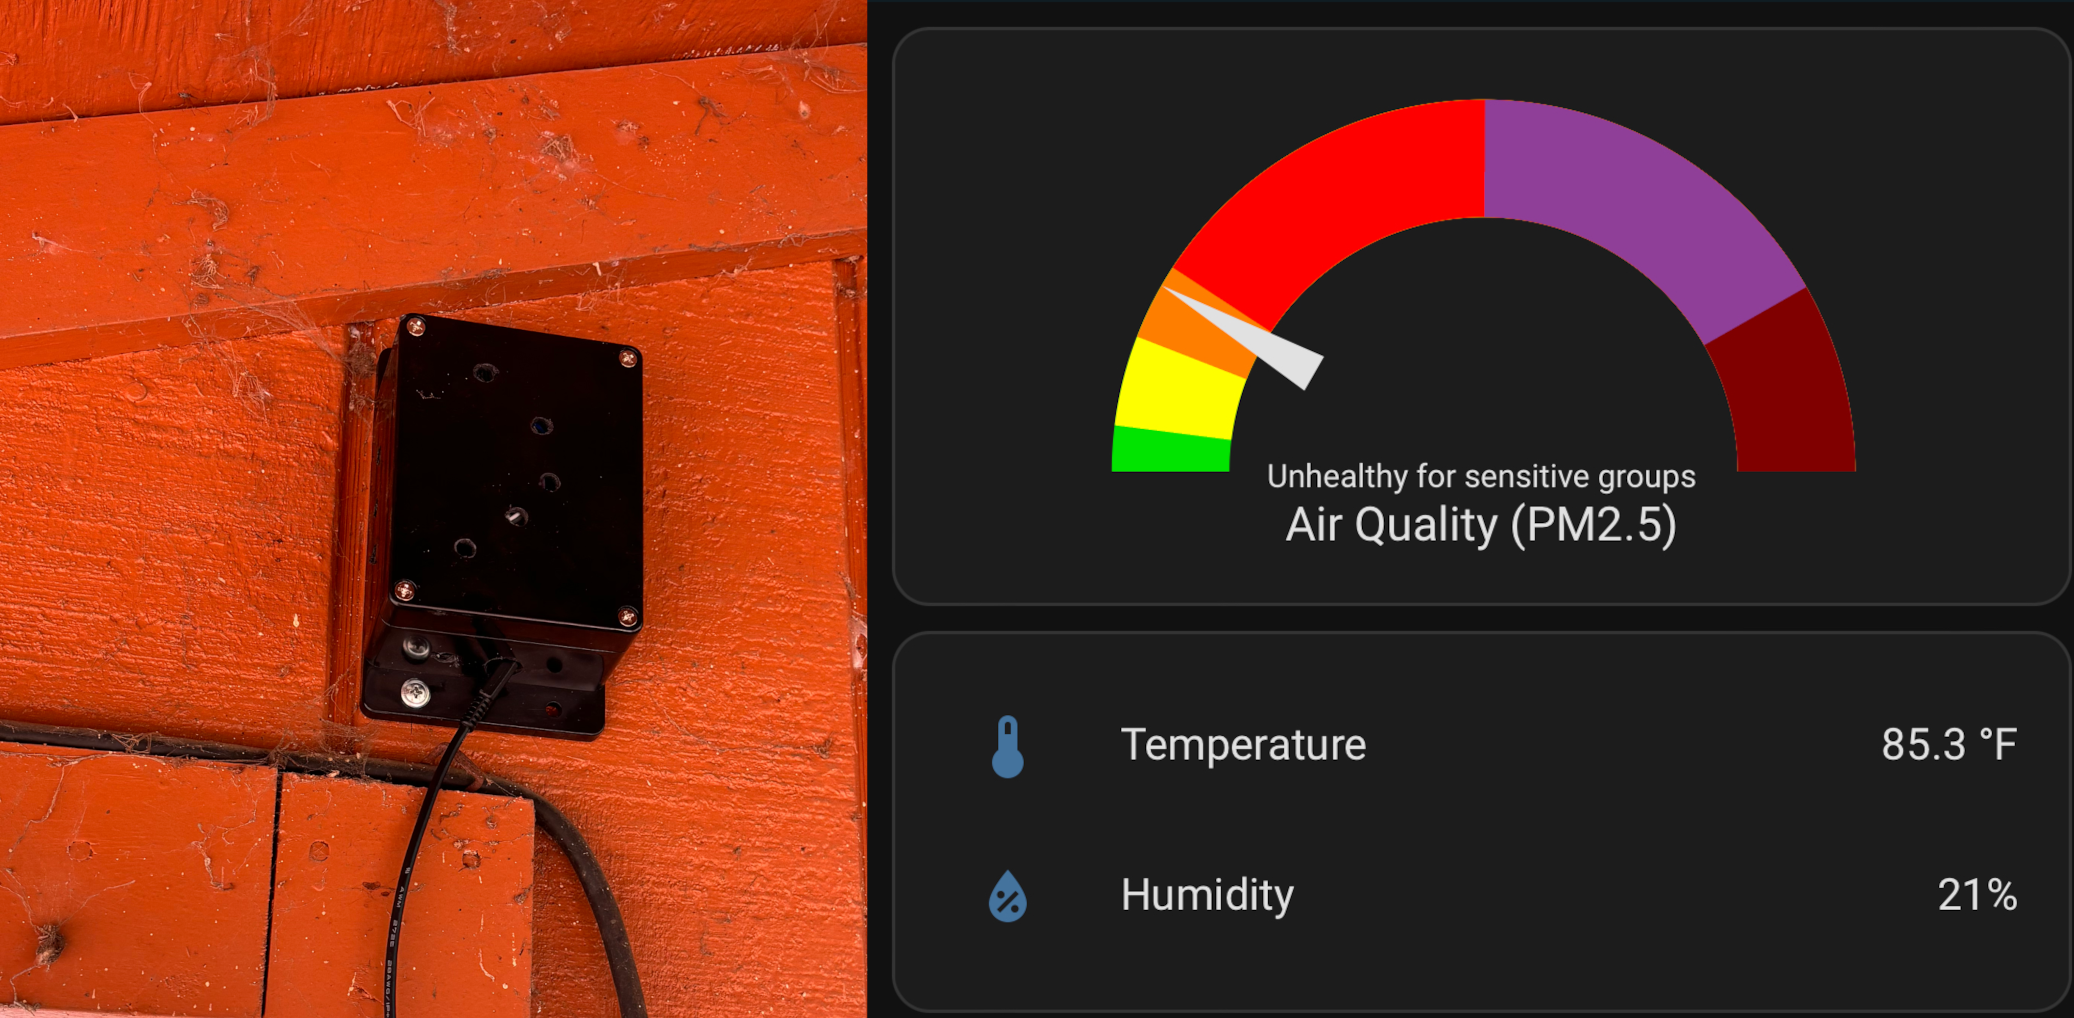 Unhealthy for sensitive groups
Air Quality (PM2.5)
Temperature 85.3 °F
Humidity 21%